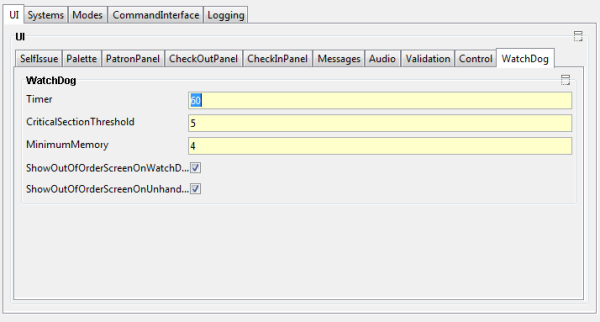 UI Systems Modes CommandInterface Logging
UI
SelfIssue Palette PatronPanel CheckOutPanel CheckInPanel Messages Audio Validation Control WatchDog
WatchDog
Timer 60
CriticalSectionThreshold 5
MinimumMemory 4
ShowOutOfOrderScreenOnWatchD...
ShowOutOfOrderScreenOnUnhand...